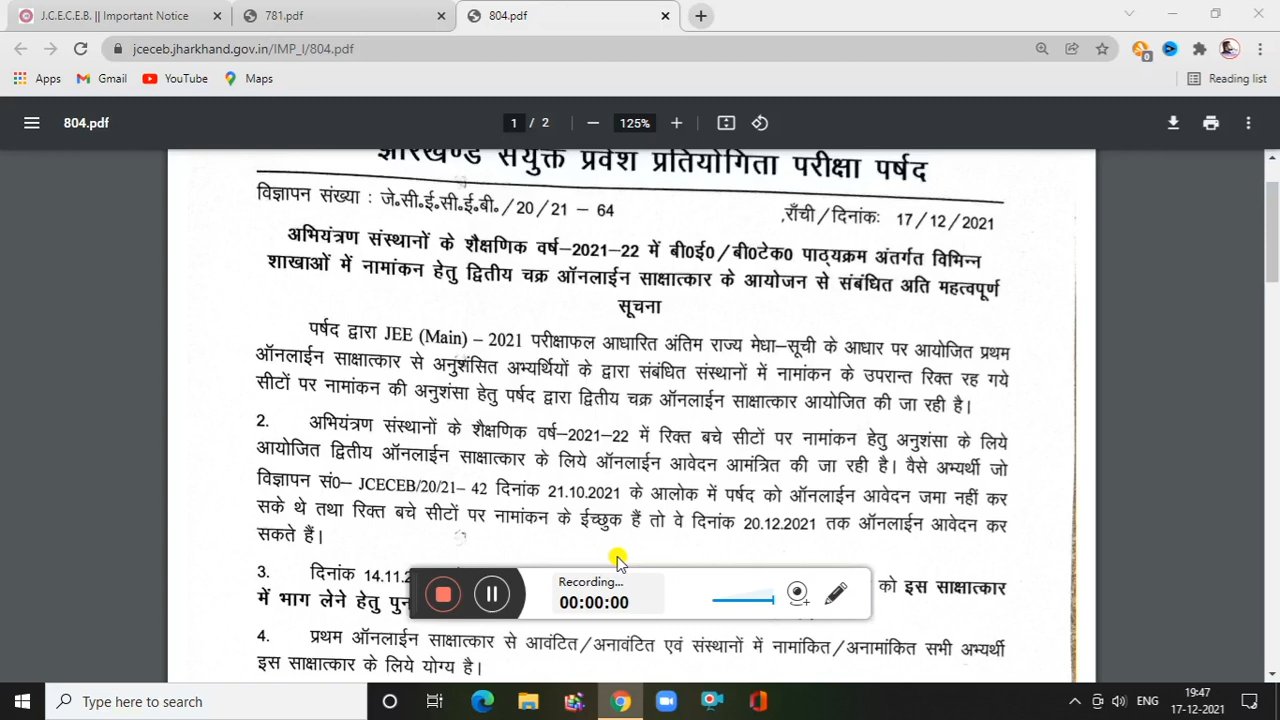 J.C.E.C.E.B. || Important Notice
781.pdf
804.pdf
jceceb.jharkhand.gov.in/IMP_I/804.pdf
0
Apps Gmail YouTube Maps Reading list
804.pdf 1 / 2 125%
झारखण्ड संयुक्त प्रवेश प्रतियोगिता परीक्षा पर्षद
विज्ञापन संख्या : जे.सी.ई.सी.ई.बी./20/21 - 64 राँची/दिनांकः 17/12/2021
अभियंत्रण संस्थानों के शैक्षणिक वर्ष–2021–22 में बी0ई0/बी0टेक0 पाठ्यक्रम अंतर्गत विभिन्न
शाखाओं में नामांकन हेतु द्वितीय चक्र ऑनलाईन साक्षात्कार के आयोजन से संबंधित अति महत्वपूर्ण
सूचना
पर्षद द्वारा JEE (Main) – 2021 परीक्षाफल आधारित अंतिम राज्य मेधा–सूची के आधार पर आयोजित प्रथम
ऑनलाईन साक्षात्कार से अनुशंसित अभ्यर्थियों के द्वारा संबंधित संस्थानों में नामांकन के उपरान्त रिक्त रह गये
सीटों पर नामांकन की अनुशंसा हेतु पर्षद द्वारा द्वितीय चक्र ऑनलाईन साक्षात्कार आयोजित की जा रही है।
2. अभियंत्रण संस्थानों के शैक्षणिक वर्ष–2021–22 में रिक्त बचे सीटों पर नामांकन हेतु अनुशंसा के लिये
आयोजित द्वितीय ऑनलाईन साक्षात्कार के लिये ऑनलाईन आवेदन आमंत्रित की जा रही है। वैसे अभ्यर्थी जो
विज्ञापन सं0– JCECEB/20/21– 42 दिनांक 21.10.2021 के आलोक में पर्षद को ऑनलाईन आवेदन जमा नहीं कर
सके थे तथा रिक्त बचे सीटों पर नामांकन के ईच्छुक हैं तो वे दिनांक 20.12.2021 तक ऑनलाईन आवेदन कर
सकते हैं।
3. दिनांक 14.11.2 को इस साक्षात्कार
में भाग लेने हेतु पुन
Recording...
00:00:00
4. प्रथम ऑनलाईन साक्षात्कार से आवंटित/अनावंटित एवं संस्थानों में नामांकित/अनामांकित सभी अभ्यर्थी
इस साक्षात्कार के लिये योग्य है।
Type here to search
ENG
19:47
17-12-2021